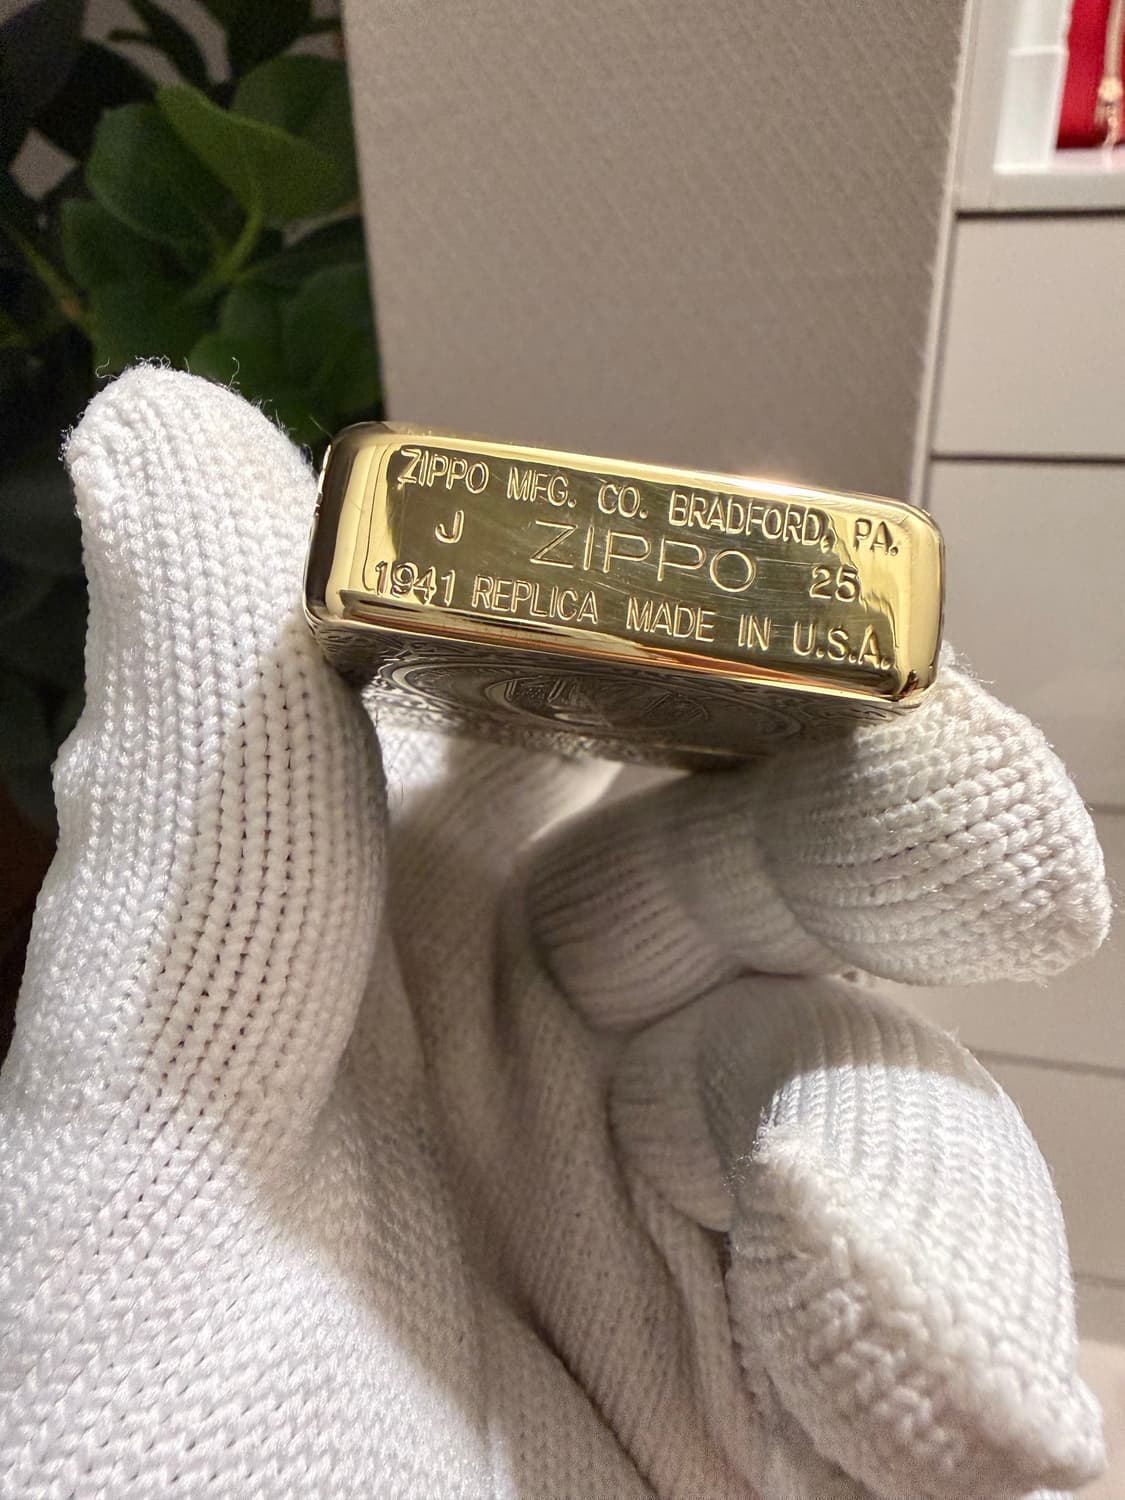 ZIPPO MFG. CO. BRADFORD, PA.
J ZIPPO 25
1941 REPLICA MADE IN U.S.A.